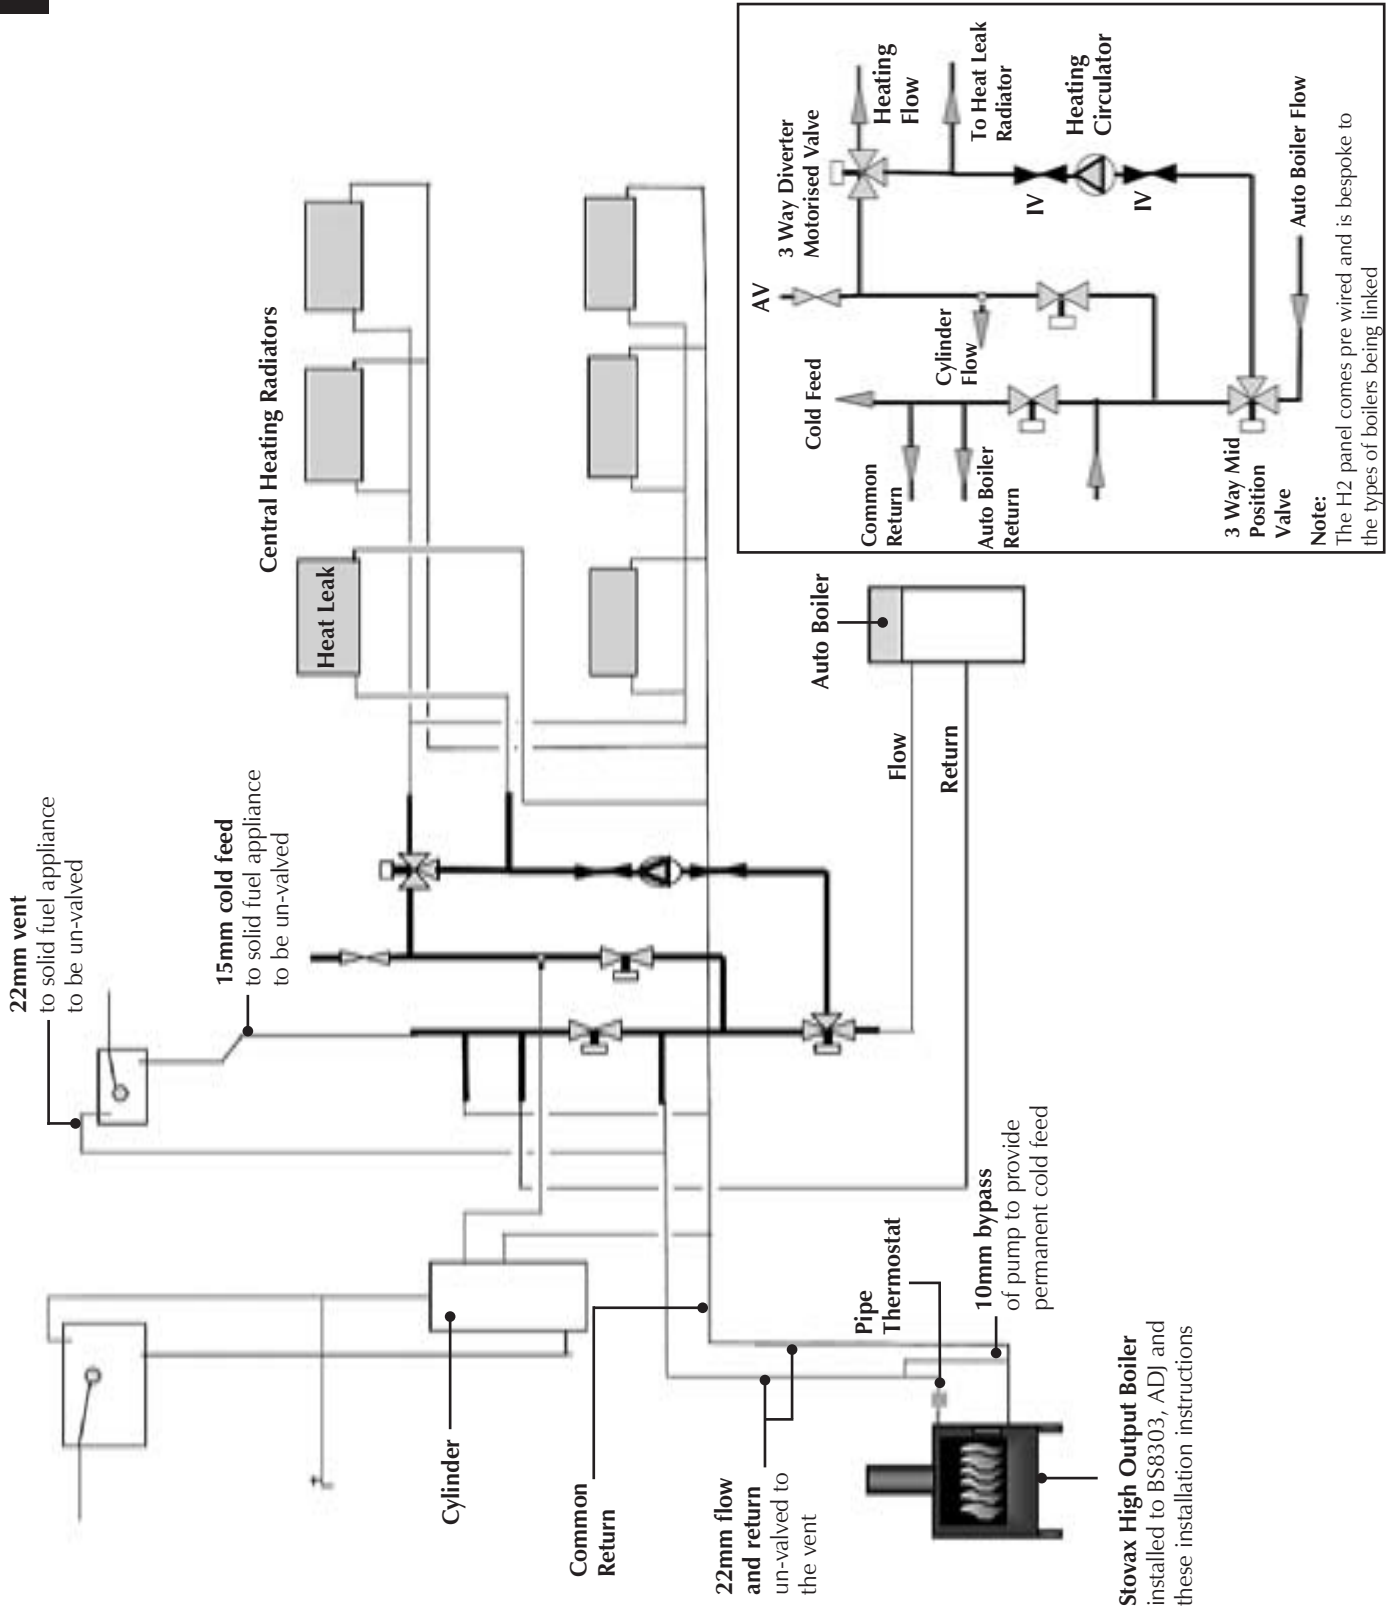 22mm vent
to solid fuel appliance
to be un-valved
15mm cold feed
to solid fuel appliance
to be un-valved
Central Heating Radiators
Heat Leak
Cylinder
Common
Return
22mm flow
and return
un-valved to
the vent
Pipe
Thermostat
10mm bypass
of pump to provide
permanent cold feed
Stovax High Output Boiler
installed to BS8303, ADJ and
these installation instructions
Auto Boiler
Flow
Return
AV
3 Way Diverter
Motorised Valve
Heating
Flow
To Heat Leak
Radiator
Heating
Circulator
IV
IV
Cold Feed
Cylinder
Flow
Common
Return
Auto Boiler
Return
Auto Boiler Flow
3 Way Mid
Position
Valve
Note:
The H2 panel comes pre wired and is bespoke to
the types of boilers being linked